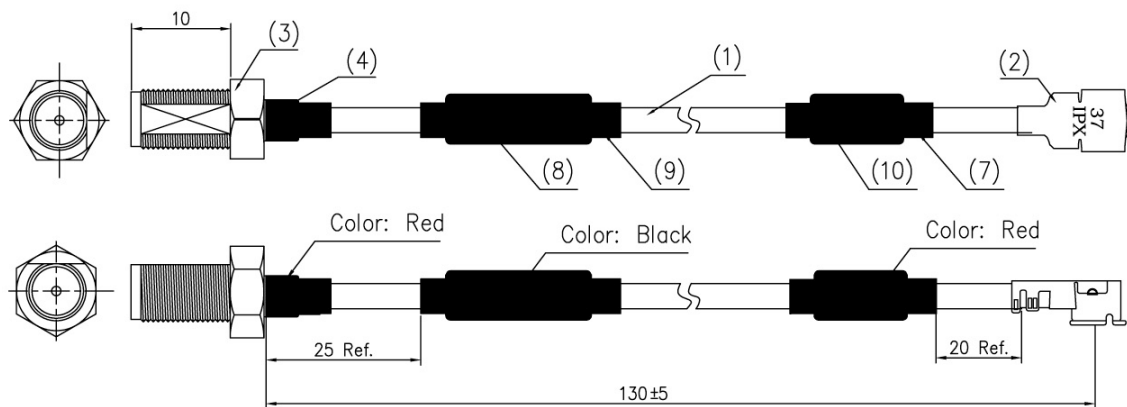 10
(3)
(4)
(1)
(2)
37
IPX
(8)
(9)
(10)
(7)
Color: Red
Color: Black
Color: Red
25 Ref.
20 Ref.
130±5